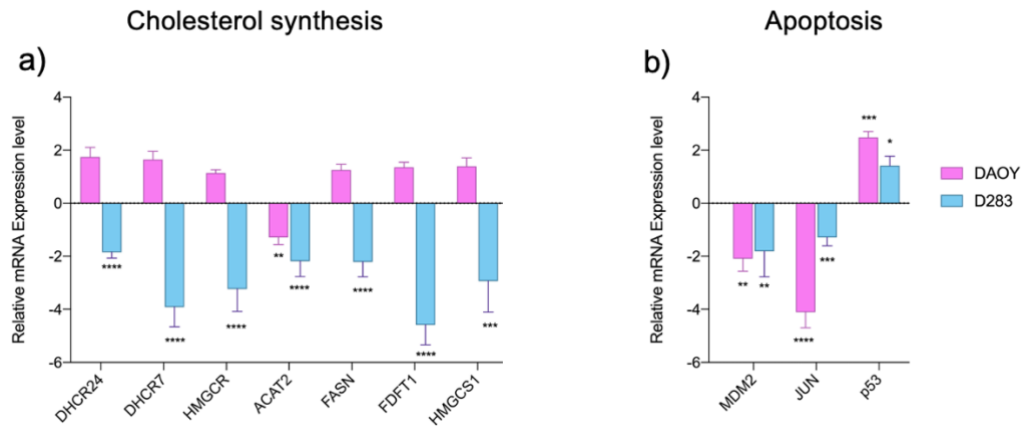 Cholesterol synthesis
Apoptosis
a)
b)
Relative mRNA Expression level
4
2
0
-2
-4
-6
****
****
****
**
****
****
****
***
DHCR24
DHCR7
HMGCR
ACAT2
FASN
FDFT1
HMGCS1
Relative mRNA Expression level
4
2
0
-2
-4
-6
**
**
****
***
***
*
MDM2
JUN
p53
DAOY
D283